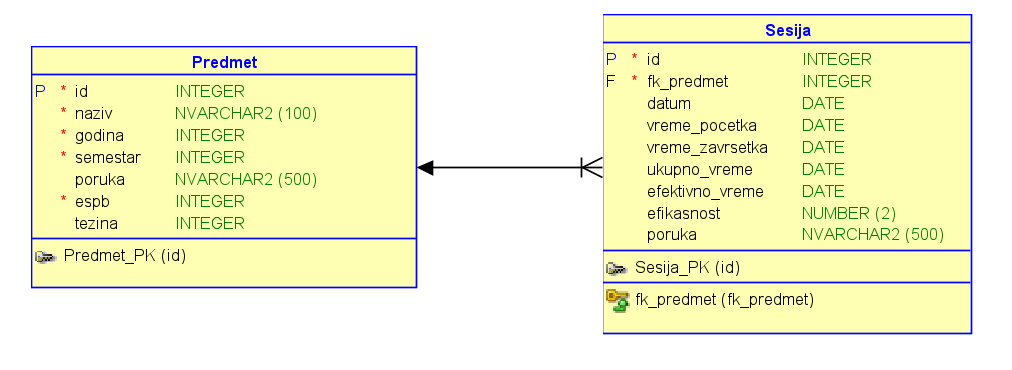 Predmet
P * id INTEGER
* naziv NVARCHAR2 (100)
* godina INTEGER
* semestar INTEGER
poruka NVARCHAR2 (500)
* espb INTEGER
tezina INTEGER
Predmet_PK (id)
Sesija
P * id INTEGER
F * fk_predmet INTEGER
datum DATE
vreme_pocetka DATE
vreme_zavrsetka DATE
ukupno_vreme DATE
efektivno_vreme DATE
efikasnost NUMBER (2)
poruka NVARCHAR2 (500)
Sesija_PK (id)
fk_predmet (fk_predmet)